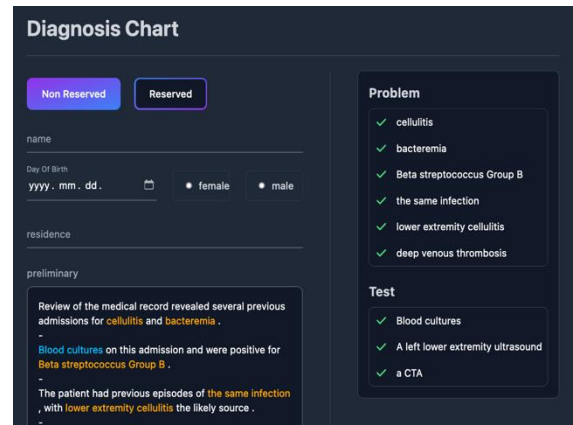 Diagnosis Chart
Non Reserved
Reserved
name
Day Of Birth
yyyy. mm. dd.
female
male
residence
preliminary
Review of the medical record revealed several previous
admissions for cellulitis and bacteremia .
-
Blood cultures on this admission and were positive for
Beta streptococcus Group B .
-
The patient had previous episodes of the same infection
, with lower extremity cellulitis the likely source .
-
Problem
cellulitis
bacteremia
Beta streptococcus Group B
the same infection
lower extremity cellulitis
deep venous thrombosis
Test
Blood cultures
A left lower extremity ultrasound
a CTA